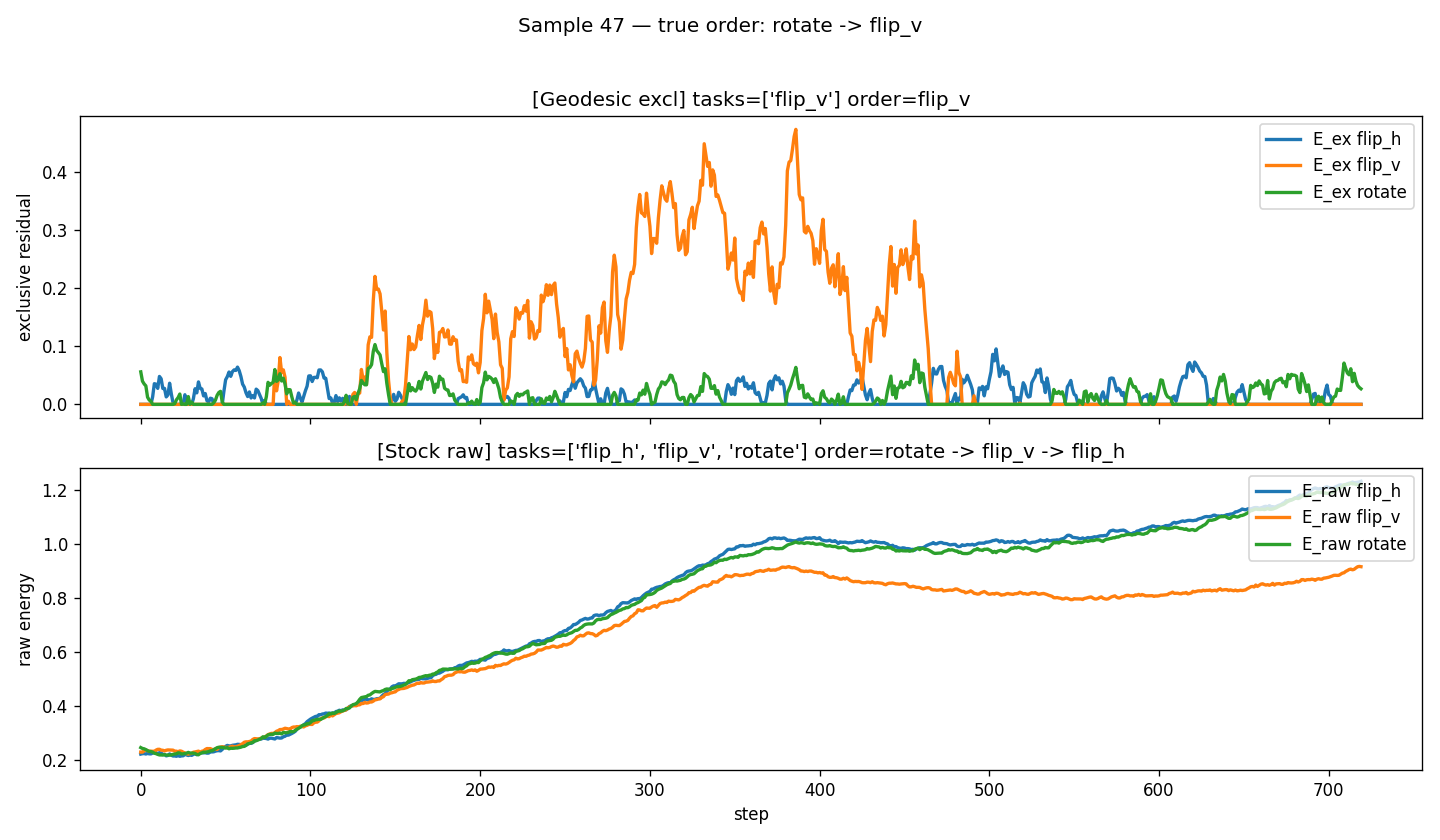 Sample 47 — true order: rotate -> flip_v
[Geodesic excl] tasks=['flip_v'] order=flip_v
exclusive residual
0.4
0.3
0.2
0.1
0.0
E_ex flip_h
E_ex flip_v
E_ex rotate
[Stock raw] tasks=['flip_h', 'flip_v', 'rotate'] order=rotate -> flip_v -> flip_h
raw energy
1.2
1.0
0.8
0.6
0.4
0.2
E_raw flip_h
E_raw flip_v
E_raw rotate
0 100 200 300 400 500 600 700
step